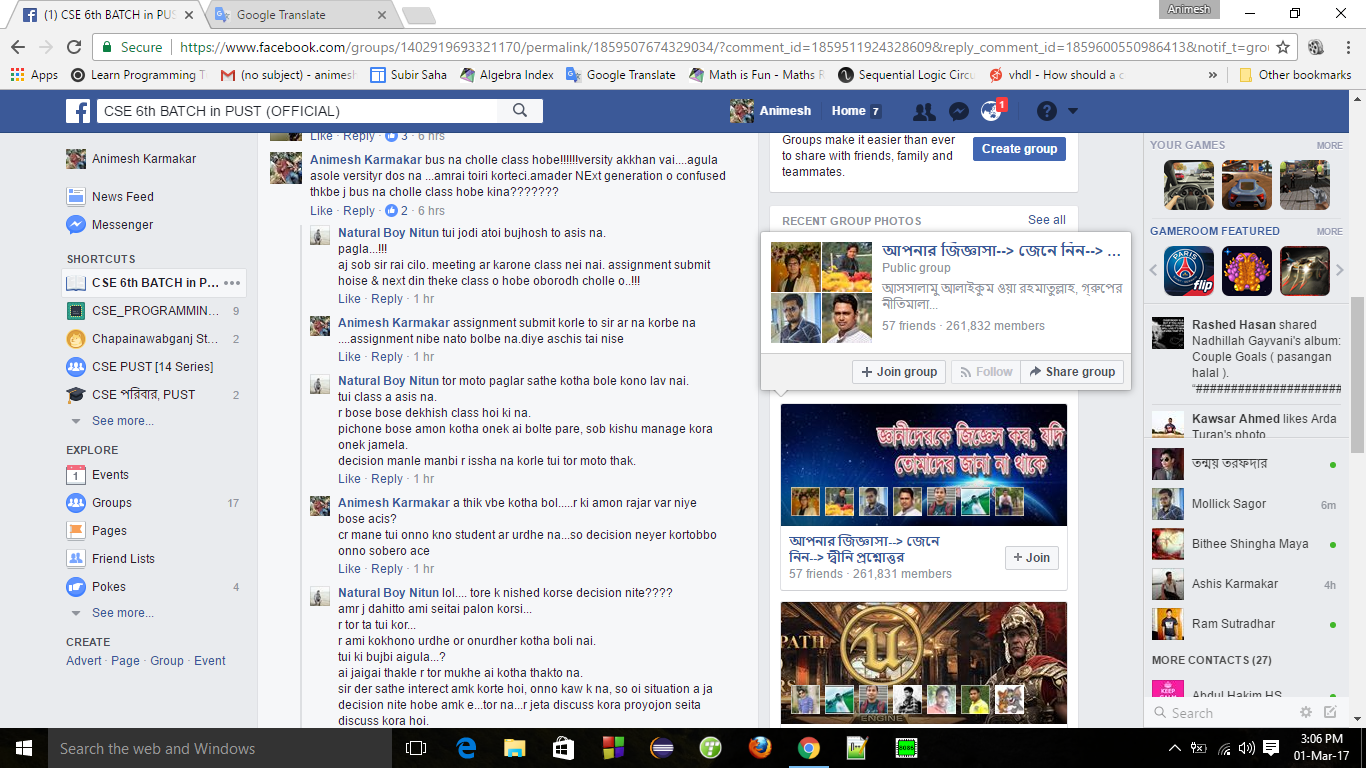 (1) CSE 6th BATCH in PUST
Google Translate
Animesh
Secure
https://www.facebook.com/groups/1402919693321170/permalink/1859507674329034/?comment_id=1859511924328609&reply_comment_id=1859600550986413&notif_t=grou
Apps
Learn Programming T
(no subject) - animesh
Subir Saha
Algebra Index
Google Translate
Math is Fun - Maths R
Sequential Logic Circu
vhdl - How should a c
»
Other bookmarks
CSE 6th BATCH in PUST (OFFICIAL)
Animesh
Home 7
1
Animesh Karmakar
News Feed
Messenger
SHORTCUTS
CSE 6th BATCH in P...
CSE_PROGRAMMIN... 9
Chapainawabganj St... 2
CSE PUST [14 Series]
CSE পরিবার, PUST 2
See more...
EXPLORE
1 Events
Groups 17
Pages
Friend Lists
Pokes 4
See more...
CREATE
Advert · Page · Group · Event
Like · Reply · 3 · 6 hrs
Animesh Karmakar bus na cholle class hobe!!!!!!Iversity akkhan vai....agula
asole versityr dos na ...amrai toiri korteci.amader NExt generation o confused
thkbe j bus na cholle class hobe kina???????
Like · Reply · 2 · 6 hrs
Natural Boy Nitun tui jodi atoi bujhosh to asis na.
pagla...!!!
aj sob sir rai cilo. meeting ar karone class nei nai. assignment submit
hoise & next din theke class o hobe oborodh cholle o..!!!
Like · Reply · 1 hr
Animesh Karmakar assignment submit korle to sir ar na korbe na
....assignment nibe nato bolbe na.diye aschis tai nise
Like · Reply · 1 hr
Natural Boy Nitun tor moto paglar sathe kotha bole kono lav nai.
tui class a asis na.
r bose bose dekhish class hoi ki na.
pichone bose amon kotha onek ai bolte pare, sob kishu manage kora
onek jamela.
decision manle manbi r issha na korle tui tor moto thak.
Like · Reply · 1 hr
Animesh Karmakar a thik vbe kotha bol.....r ki amon rajar var niye
bose acis?
cr mane tui onno kno student ar urdhe na...so decision neyer kortobbo
onno sobero ace
Like · Reply · 1 hr
Natural Boy Nitun lol.... tore k nished korse decision nite????
amr j dahitto ami seitai palon korsi...
r tor ta tui kor...
r ami kokhono urdhe or onurdher kotha boli nai.
tui ki bujbi aigula...?
ai jaigai thakle r tor mukhe ai kotha thakto na.
sir der sathe interect amk korte hoi, onno kaw k na, so oi situation a ja
decision nite hobe amk e...tor na...r jeta discuss kora proyojon seita
discuss kora hoi.
Groups make it easier than ever
to share with friends, family and
teammates.
Create group
RECENT GROUP PHOTOS
See all
আপনার জিজ্ঞাসা--> জেনে নিন--> ...
Public group
আসসালামু আলাইকুম ওয়া রহমাতুল্লাহ, গ্রুপের
নীতিমালা...
57 friends · 261,832 members
Join group
Follow
Share group
জ্ঞানীদেরকে জিজ্ঞেস কর, যদি
তোমাদের জানা না থাকে
আপনার জিজ্ঞাসা--> জেনে
নিন--> দ্বীনি প্রশ্নোত্তর
57 friends · 261,831 members
Join
PATH
ENGINE
YOUR GAMES
MORE
GAMEROOM FEATURED
MORE
flip
Rashed Hasan shared
Nadhillah Gayvani's album:
Couple Goals ( pasangan
halal ).
"#####################
Kawsar Ahmed likes Arda
Turan's photo
তন্ময় তরফদার
Mollick Sagor 6m
Bithee Shingha Maya
Ashis Karmakar 4h
Ram Sutradhar
MORE CONTACTS (27)
KEEP
CALM
Abdul Hakim HS
Search
Search the web and Windows
3:06 PM
01-Mar-17